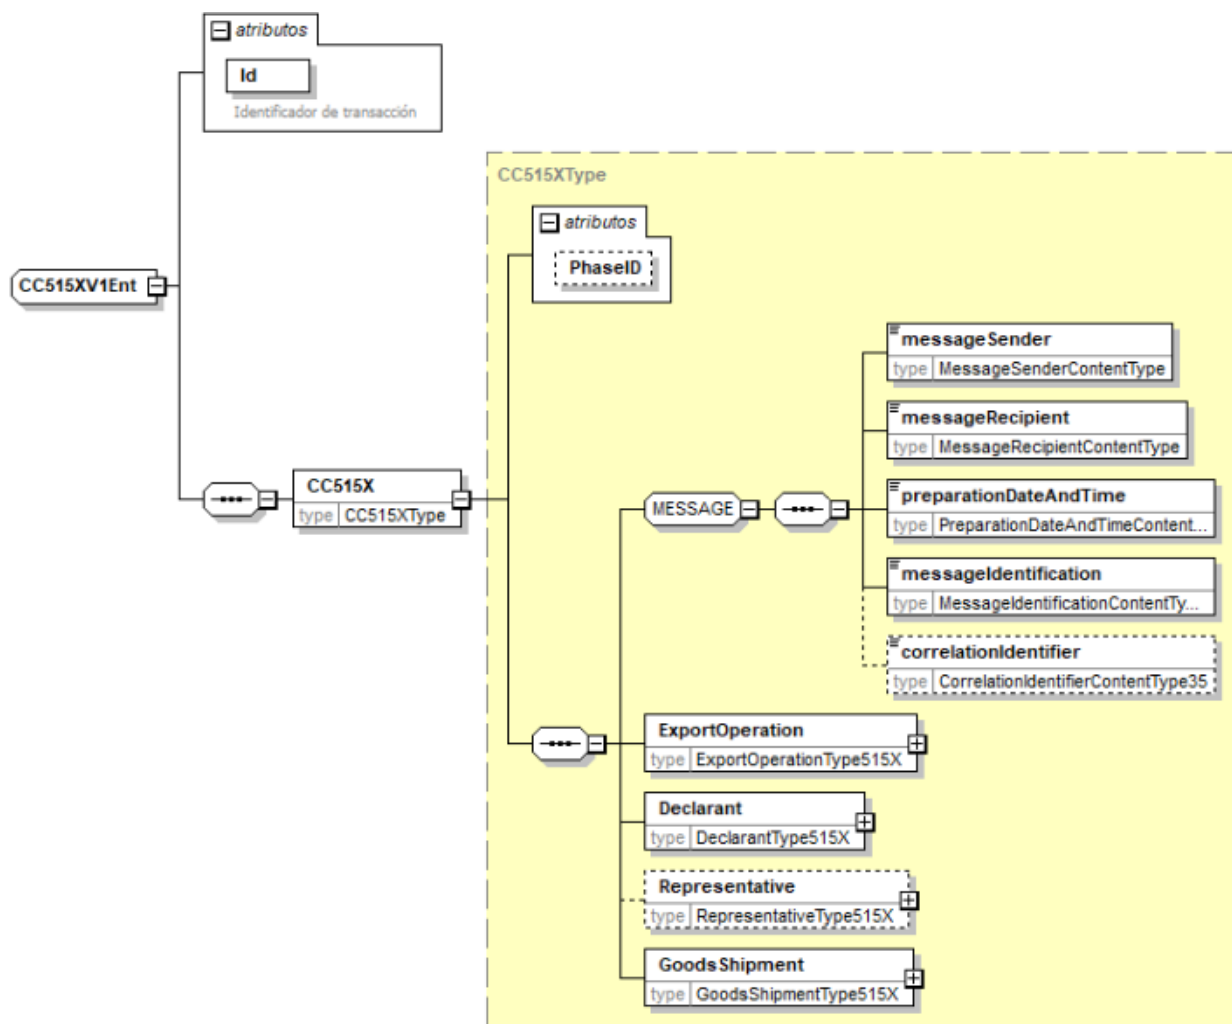 atributos
Id
Identificador de transacción
CC515XType
atributos
PhaseID
CC515XV1Ent
messageSender
type MessageSenderContentType
messageRecipient
type MessageRecipientContentType
CC515X
type CC515XType
MESSAGE
preparationDateAndTime
type PreparationDateAndTimeContent...
messageIdentification
type MessageIdentificationContentTy...
correlationIdentifier
type CorrelationIdentifierContentType35
ExportOperation
type ExportOperationType515X
Declarant
type DeclarantType515X
Representative
type RepresentativeType515X
GoodsShipment
type GoodsShipmentType515X